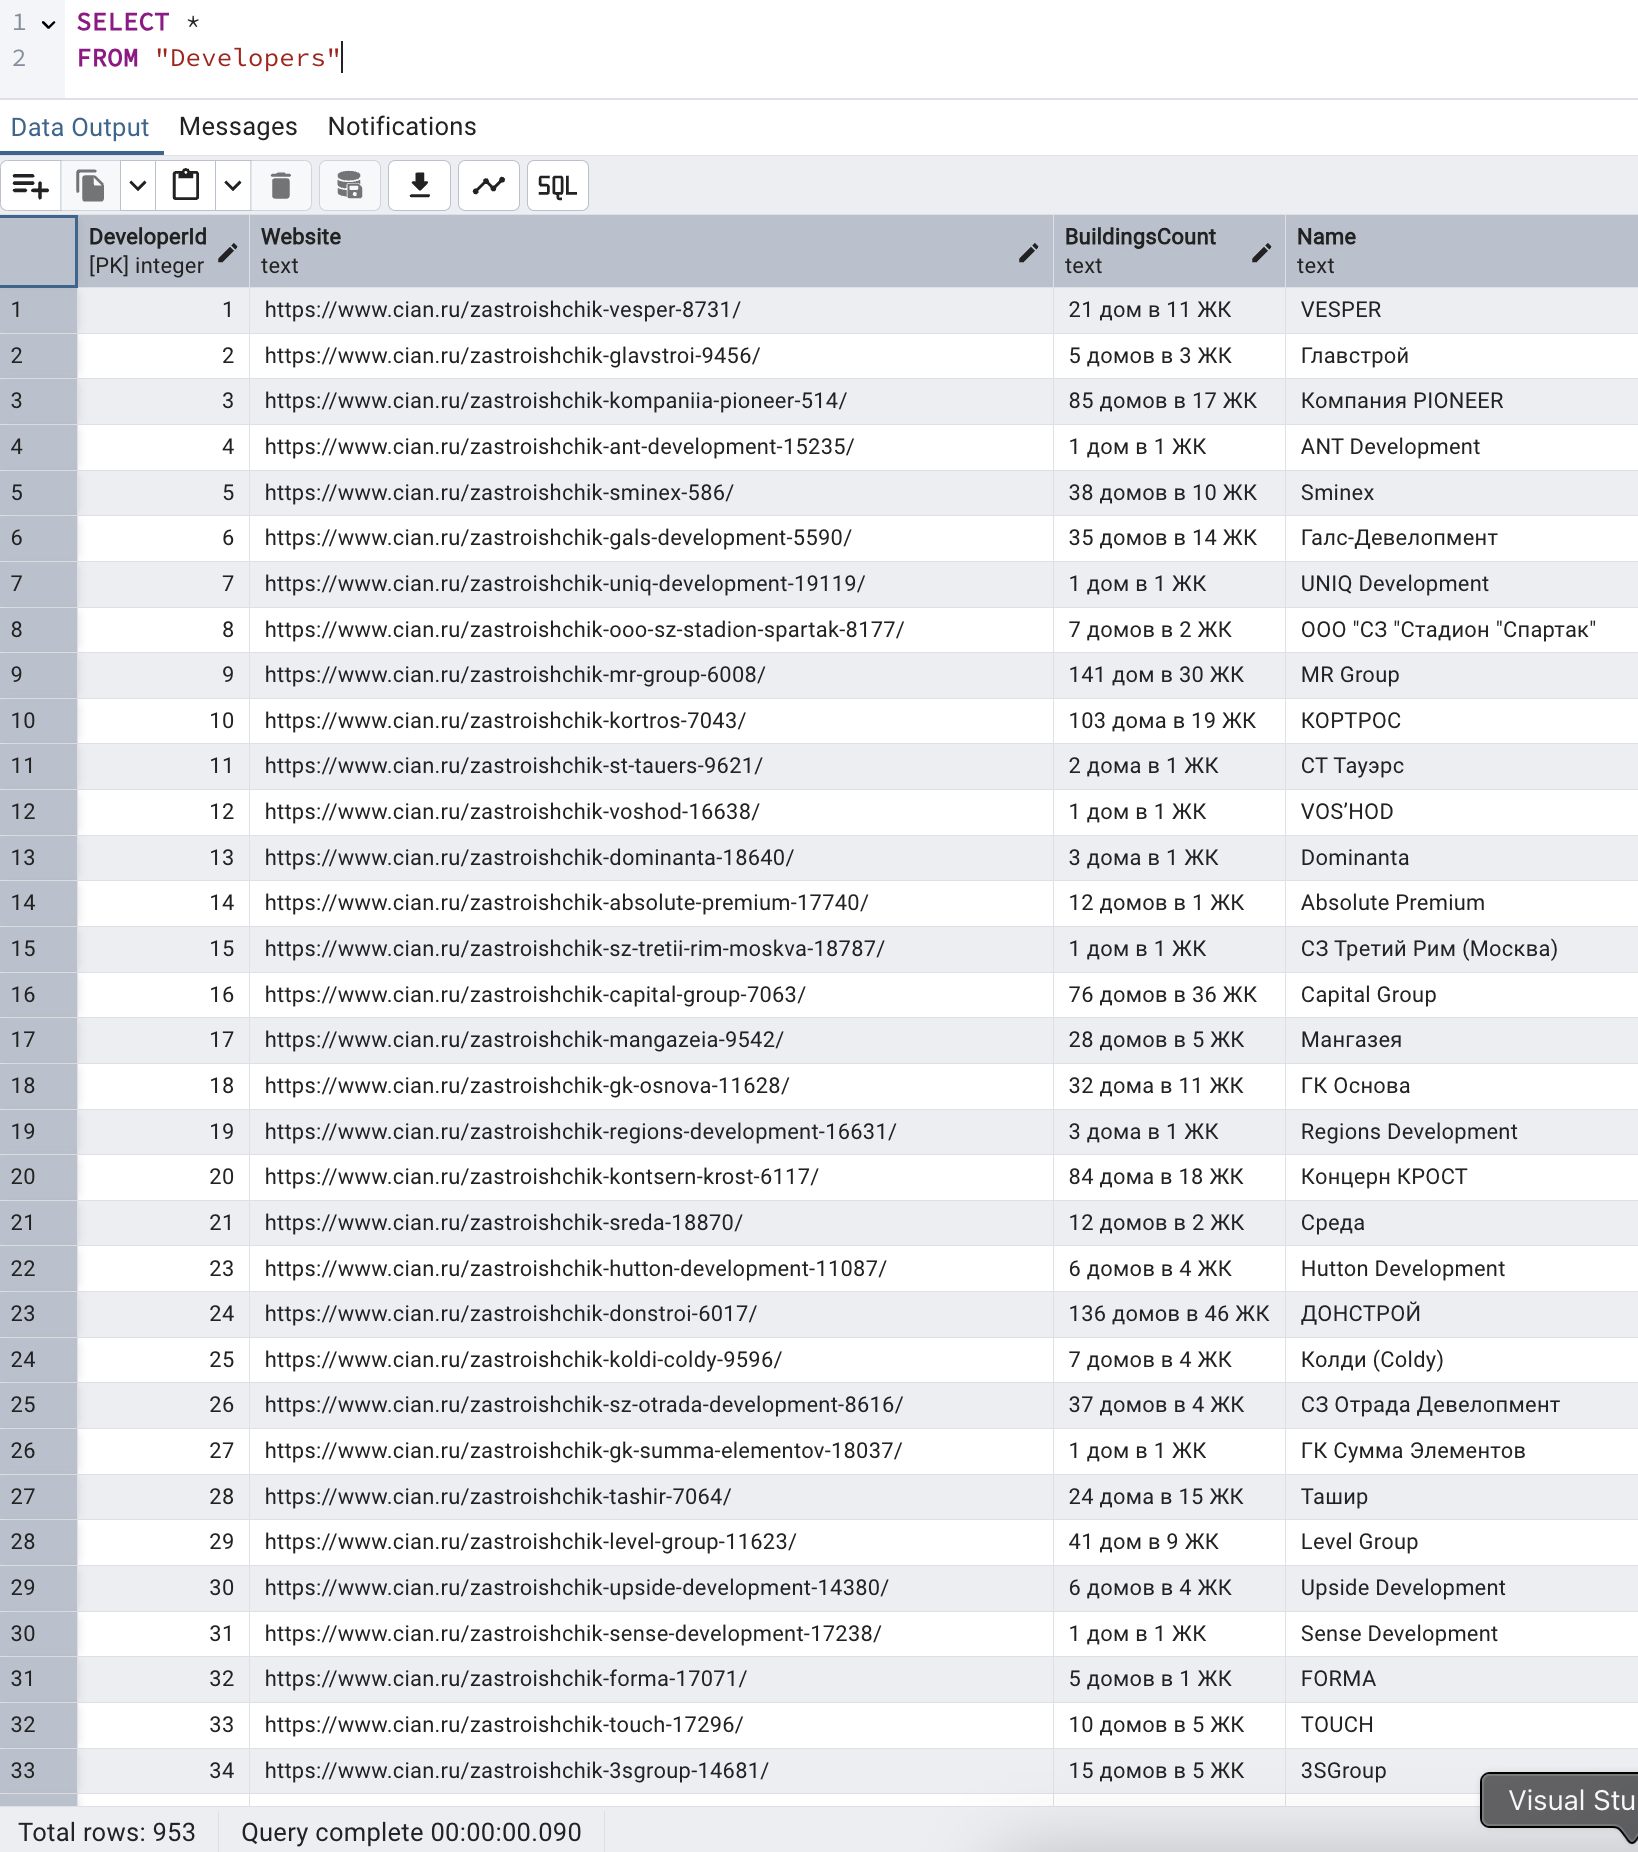 1 SELECT *
2 FROM "Developers"
Data Output Messages Notifications
SQL
DeveloperId Website BuildingsCount Name
[PK] integer text text text
1 1 https://www.cian.ru/zastroishchik-vesper-8731/ 21 дом в 11 ЖК VESPER
2 2 https://www.cian.ru/zastroishchik-glavstroi-9456/ 5 домов в 3 ЖК Главстрой
3 3 https://www.cian.ru/zastroishchik-kompaniia-pioneer-514/ 85 домов в 17 ЖК Компания PIONEER
4 4 https://www.cian.ru/zastroishchik-ant-development-15235/ 1 дом в 1 ЖК ANT Development
5 5 https://www.cian.ru/zastroishchik-sminex-586/ 38 домов в 10 ЖК Sminex
6 6 https://www.cian.ru/zastroishchik-gals-development-5590/ 35 домов в 14 ЖК Галс-Девелопмент
7 7 https://www.cian.ru/zastroishchik-uniq-development-19119/ 1 дом в 1 ЖК UNIQ Development
8 8 https://www.cian.ru/zastroishchik-ooo-sz-stadion-spartak-8177/ 7 домов в 2 ЖК ООО "СЗ "Стадион "Спартак"
9 9 https://www.cian.ru/zastroishchik-mr-group-6008/ 141 дом в 30 ЖК MR Group
10 10 https://www.cian.ru/zastroishchik-kortros-7043/ 103 дома в 19 ЖК КОРТРОС
11 11 https://www.cian.ru/zastroishchik-st-tauers-9621/ 2 дома в 1 ЖК СТ Тауэрс
12 12 https://www.cian.ru/zastroishchik-voshod-16638/ 1 дом в 1 ЖК VOS’HOD
13 13 https://www.cian.ru/zastroishchik-dominanta-18640/ 3 дома в 1 ЖК Dominanta
14 14 https://www.cian.ru/zastroishchik-absolute-premium-17740/ 12 домов в 1 ЖК Absolute Premium
15 15 https://www.cian.ru/zastroishchik-sz-tretii-rim-moskva-18787/ 1 дом в 1 ЖК СЗ Третий Рим (Москва)
16 16 https://www.cian.ru/zastroishchik-capital-group-7063/ 76 домов в 36 ЖК Capital Group
17 17 https://www.cian.ru/zastroishchik-mangazeia-9542/ 28 домов в 5 ЖК Мангазея
18 18 https://www.cian.ru/zastroishchik-gk-osnova-11628/ 32 дома в 11 ЖК ГК Основа
19 19 https://www.cian.ru/zastroishchik-regions-development-16631/ 3 дома в 1 ЖК Regions Development
20 20 https://www.cian.ru/zastroishchik-kontsern-krost-6117/ 84 дома в 18 ЖК Концерн КРОСТ
21 21 https://www.cian.ru/zastroishchik-sreda-18870/ 12 домов в 2 ЖК Среда
22 23 https://www.cian.ru/zastroishchik-hutton-development-11087/ 6 домов в 4 ЖК Hutton Development
23 24 https://www.cian.ru/zastroishchik-donstroi-6017/ 136 домов в 46 ЖК ДОНСТРОЙ
24 25 https://www.cian.ru/zastroishchik-koldi-coldy-9596/ 7 домов в 4 ЖК Колди (Coldy)
25 26 https://www.cian.ru/zastroishchik-sz-otrada-development-8616/ 37 домов в 4 ЖК СЗ Отрада Девелопмент
26 27 https://www.cian.ru/zastroishchik-gk-summa-elementov-18037/ 1 дом в 1 ЖК ГК Сумма Элементов
27 28 https://www.cian.ru/zastroishchik-tashir-7064/ 24 дома в 15 ЖК Ташир
28 29 https://www.cian.ru/zastroishchik-level-group-11623/ 41 дом в 9 ЖК Level Group
29 30 https://www.cian.ru/zastroishchik-upside-development-14380/ 6 домов в 4 ЖК Upside Development
30 31 https://www.cian.ru/zastroishchik-sense-development-17238/ 1 дом в 1 ЖК Sense Development
31 32 https://www.cian.ru/zastroishchik-forma-17071/ 5 домов в 1 ЖК FORMA
32 33 https://www.cian.ru/zastroishchik-touch-17296/ 10 домов в 5 ЖК TOUCH
33 34 https://www.cian.ru/zastroishchik-3sgroup-14681/ 15 домов в 5 ЖК 3SGroup
Visual Stu
Total rows: 953 Query complete 00:00:00.090